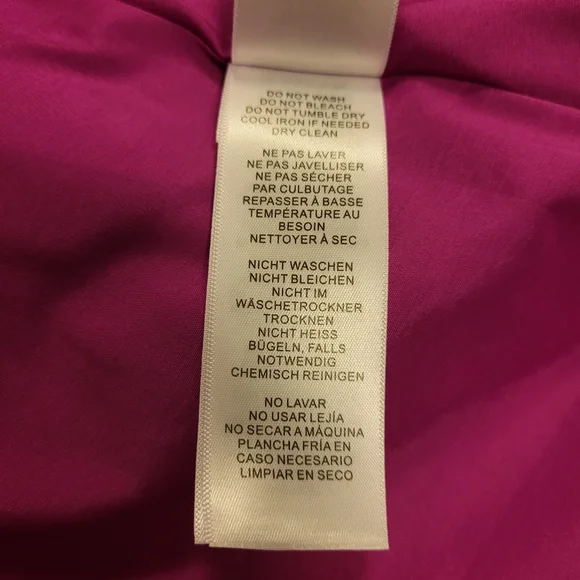 DO NOT WASH
DO NOT BLEACH
DO NOT TUMBLE DRY
COOL IRON IF NEEDED
DRY CLEAN
NE PAS LAVER
NE PAS JAVELLISER
NE PAS SÉCHER
PAR CULBUTAGE
REPASSER À BASSE
TEMPÉRATURE AU
BESOIN
NETTOYER À SEC
NICHT WASCHEN
NICHT BLEICHEN
NICHT IM
WÄSCHETROCKNER
TROCKNEN
NICHT HEISS
BÜGELN, FALLS
NOTWENDIG
CHEMISCH REINIGEN
NO LAVAR
NO USAR LEJÍA
NO SECAR A MÁQUINA
PLANCHA FRÍA EN
CASO NECESARIO
LIMPIAR EN SECO